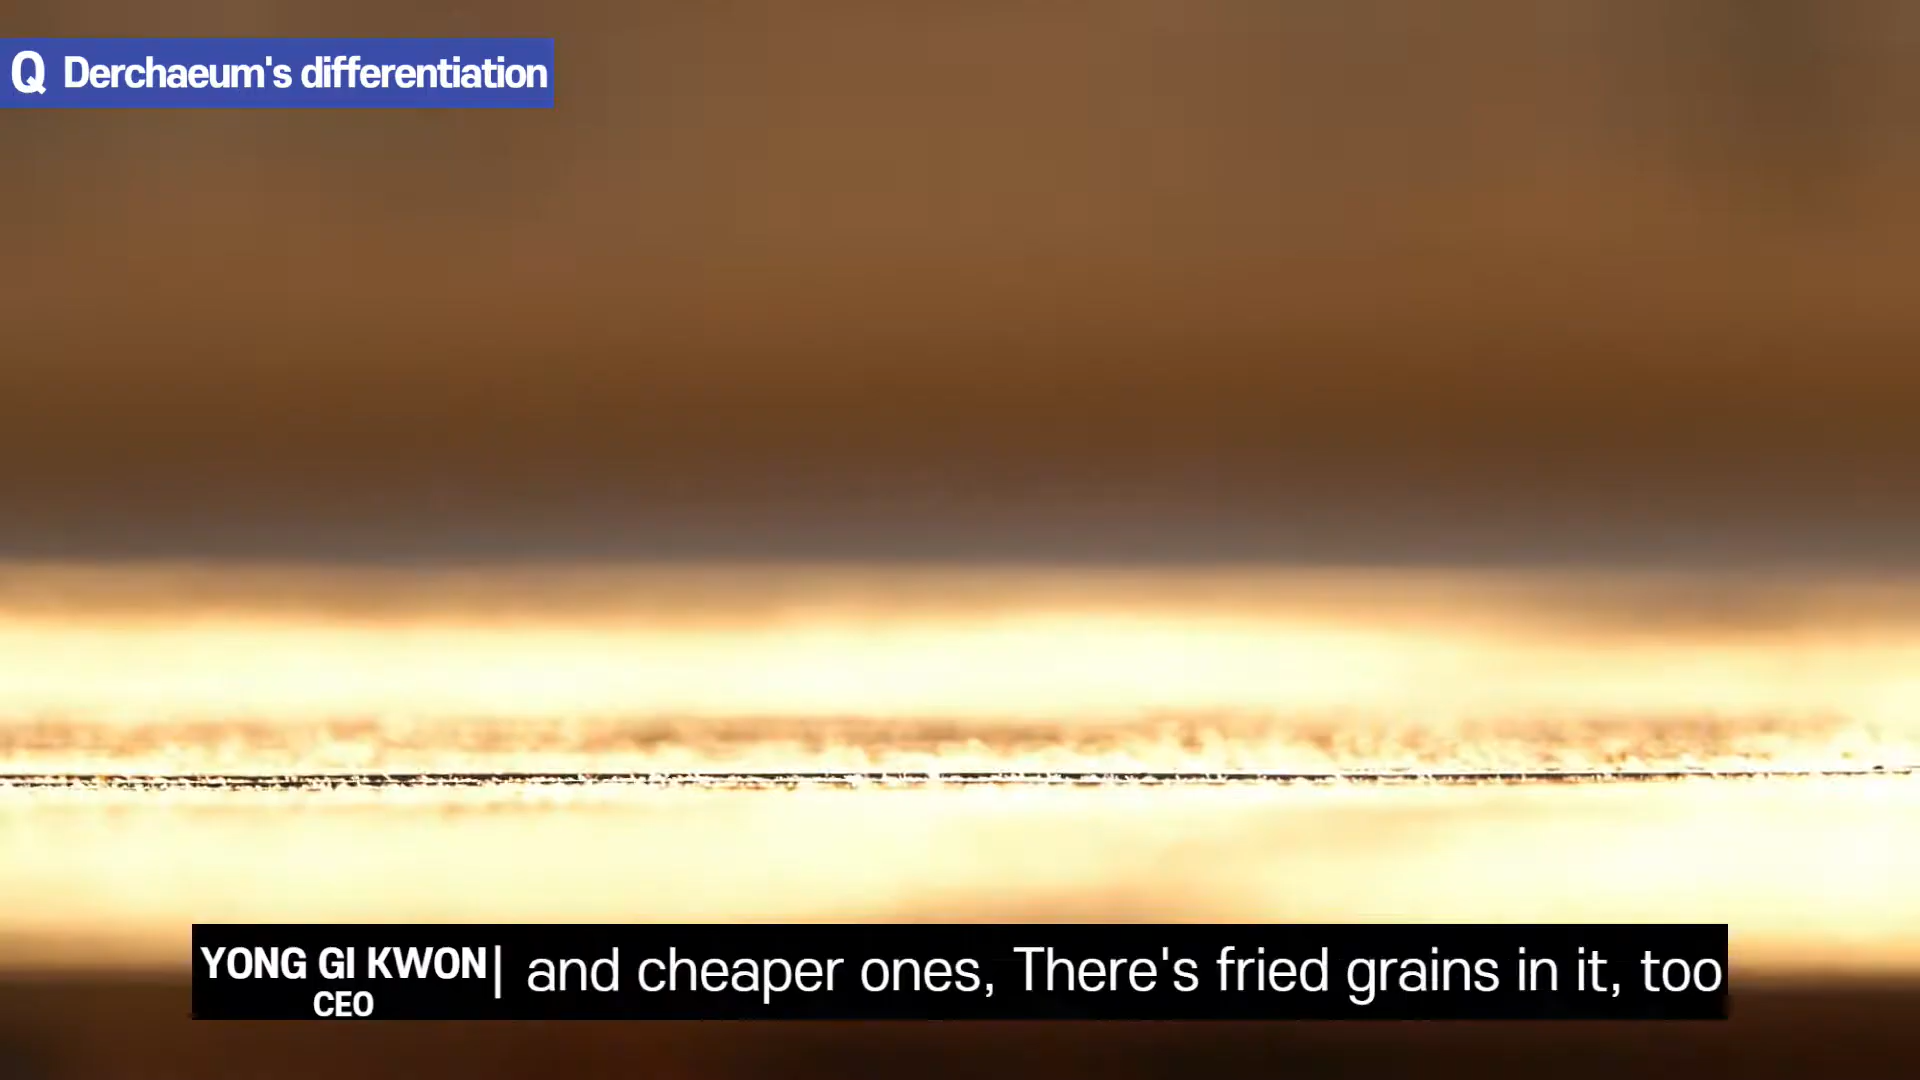 Q Derchaeum's differentiation
YONG GI KWON| and cheaper ones, There's fried grains in it, too
CEO